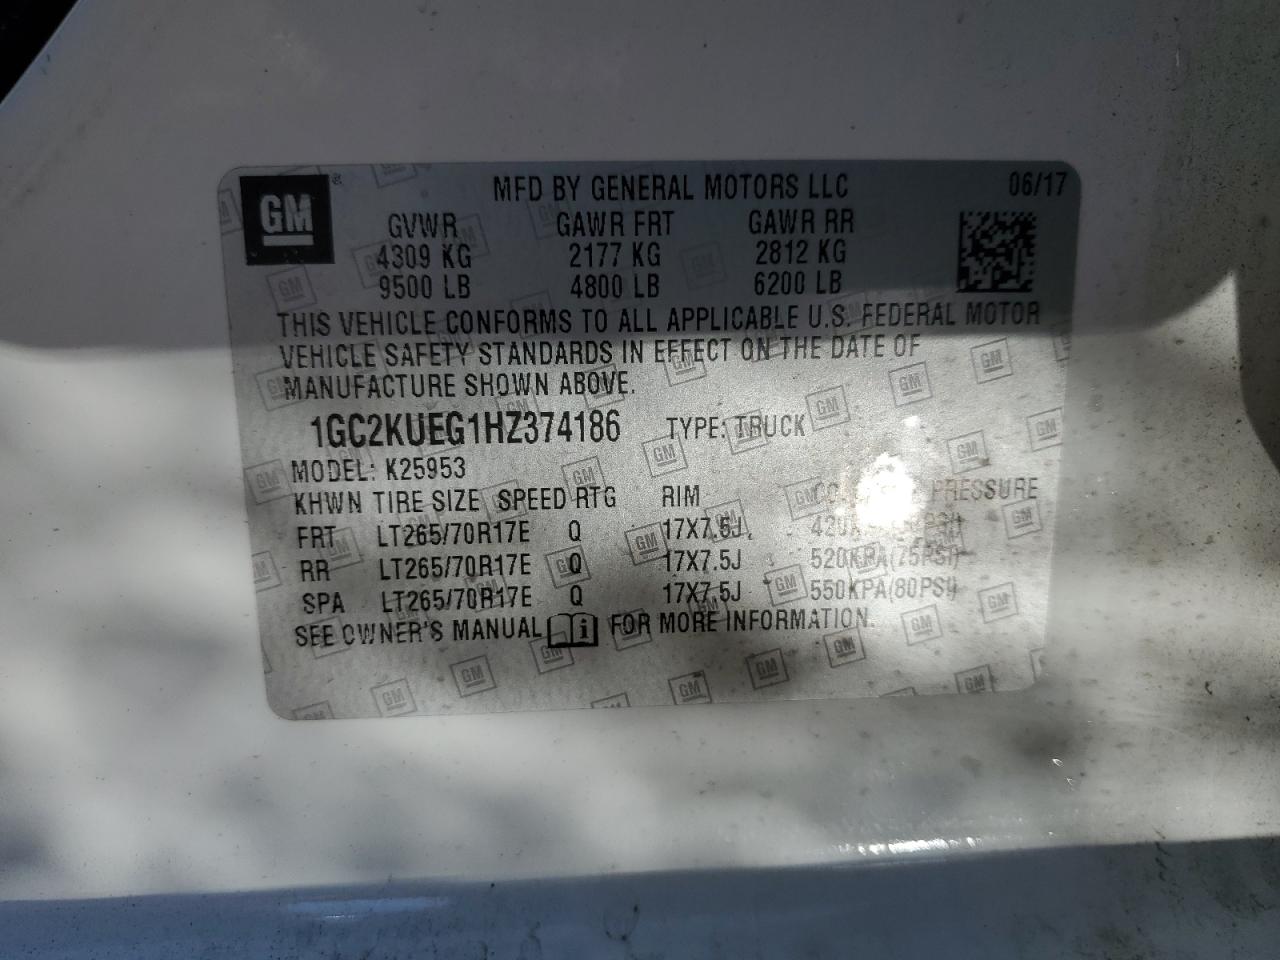 GM ® MFD BY GENERAL MOTORS LLC 06/17
GVWR GAWR FRT GAWR RR
4309 KG 2177 KG 2812 KG
9500 LB 4800 LB 6200 LB
THIS VEHICLE CONFORMS TO ALL APPLICABLE U.S. FEDERAL MOTOR
VEHICLE SAFETY STANDARDS IN EFFECT ON THE DATE OF
MANUFACTURE SHOWN ABOVE.
1GC2KUEG1HZ374186 TYPE: TRUCK
MODEL: K25953
KHWN TIRE SIZE SPEED RTG RIM PRESSURE
FRT LT265/70R17E Q 17X7.5J
RR LT265/70R17E Q 17X7.5J 520KPA(75PSI)
SPA LT265/70R17E Q 17X7.5J 550KPA(80PSI)
SEE OWNER'S MANUAL i FOR MORE INFORMATION.